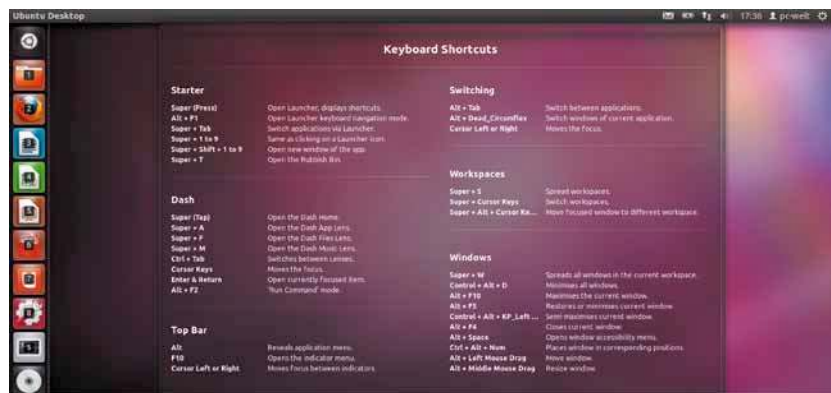 Ubuntu Desktop
17:36 pcwelt
Keyboard Shortcuts
Starter
Super (Press) Open Launcher, displays shortcuts.
Alt + F1 Open Launcher keyboard navigation mode.
Super + Tab Switch applications via Launcher.
Super + 1 to 9 Same as clicking on a Launcher icon.
Super + Shift + 1 to 9 Open new window of the app.
Super + T Open the Rubbish Bin.
Dash
Super (Tap) Open the Dash Home.
Super + A Open the Dash App Lens.
Super + F Open the Dash Files Lens.
Super + M Open the Dash Music Lens.
Ctrl + Tab Switches between Lenses.
Cursor Keys Moves the focus.
Enter & Return Open currently focused item.
Alt + F2 'Run Command' mode.
Top Bar
Alt Reveals application menu.
F10 Opens the indicator menu.
Cursor Left or Right Moves focus between indicators.
Switching
Alt + Tab Switch between applications.
Alt + Dead_Circumflex Switch windows of current application.
Cursor Left or Right Moves the focus.
Workspaces
Super + S Spread workspaces.
Super + Cursor Keys Switch workspaces.
Super + Alt + Cursor Ke... Move focused window to different workspace.
Windows
Super + W Spreads all windows in the current workspace.
Control + Alt + D Minimises all windows.
Alt + F10 Maximises the current window.
Alt + F5 Restores or minimises current window.
Control + Alt + KP_Left ... Semi maximises current window.
Alt + F4 Closes current window.
Alt + Space Opens window accessibility menu.
Ctrl + Alt + Num Places window in corresponding positions.
Alt + Left Mouse Drag Move window.
Alt + Middle Mouse Drag Resize window.